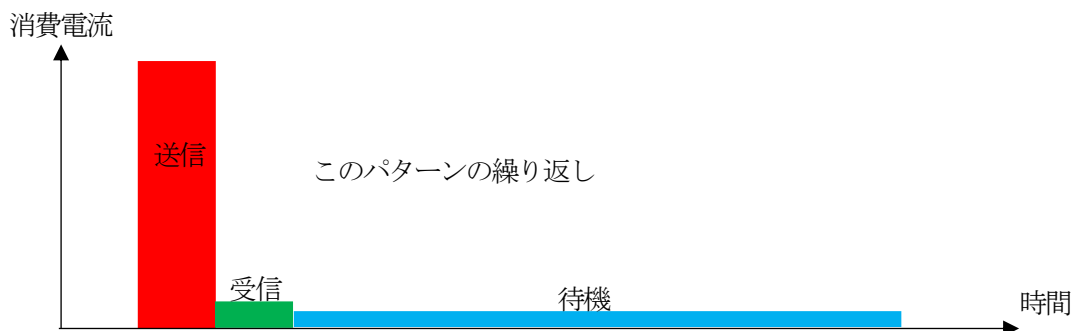 消費電流
送信
このパターンの繰り返し
受信
待機
時間